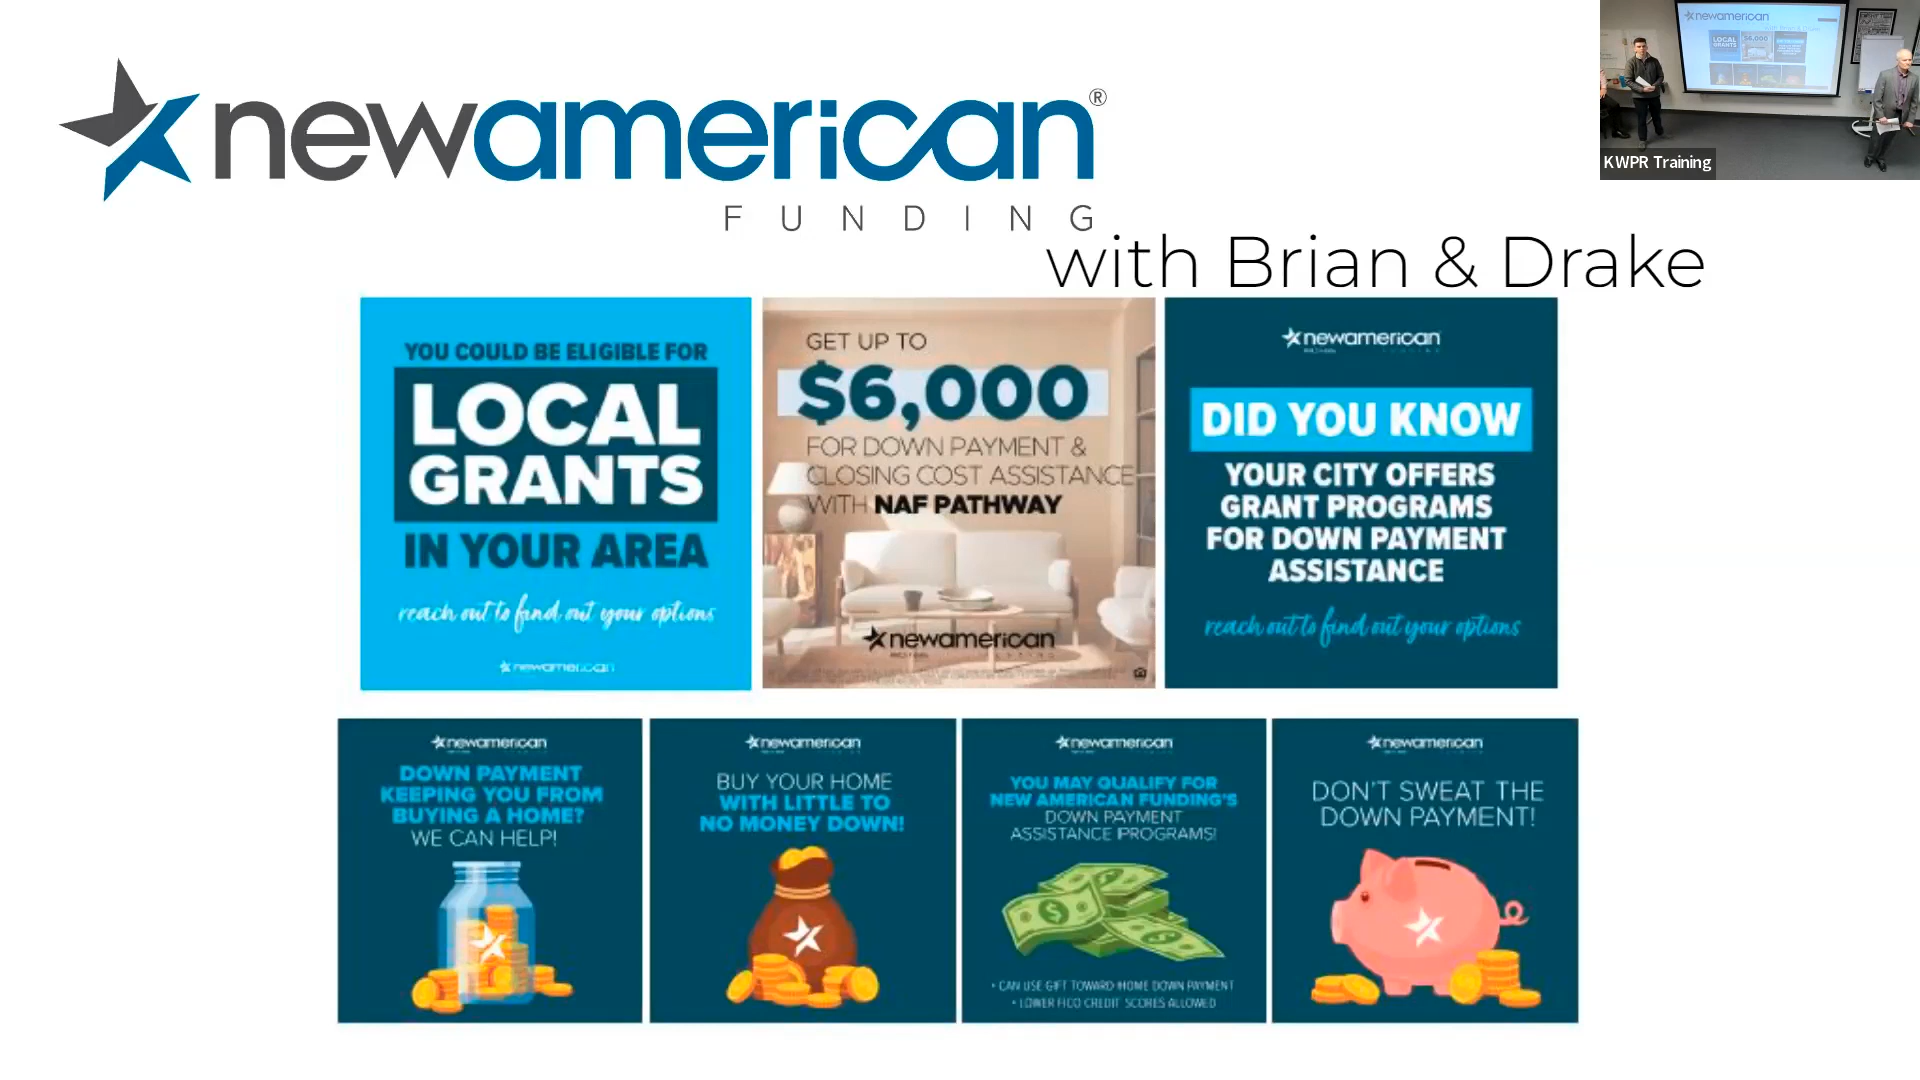 newamerican®
FUNDING
with Brian & Drake
KWPR Training
YOU COULD BE ELIGIBLE FOR
LOCAL
GRANTS
IN YOUR AREA
reach out to find out your options
newamerican
GET UP TO
$6,000
FOR DOWN PAYMENT &
CLOSING COST ASSISTANCE
WITH NAF PATHWAY
newamerican
newamerican
DID YOU KNOW
YOUR CITY OFFERS
GRANT PROGRAMS
FOR DOWN PAYMENT
ASSISTANCE
reach out to find out your options
newamerican
DOWN PAYMENT
KEEPING YOU FROM
BUYING A HOME?
WE CAN HELP!
newamerican
BUY YOUR HOME
WITH LITTLE TO
NO MONEY DOWN!
newamerican
YOU MAY QUALIFY FOR
NEW AMERICAN FUNDING'S
DOWN PAYMENT
ASSISTANCE PROGRAMS!
• CAN USE GIFT TOWARD HOME DOWN PAYMENT
• LOWER FICO CREDIT SCORES ALLOWED
newamerican
DON'T SWEAT THE
DOWN PAYMENT!